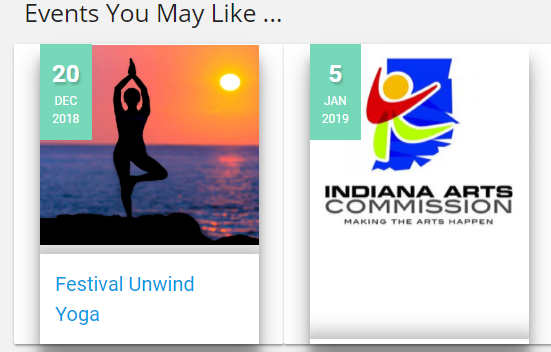 Events You May Like ...
20
DEC
2018
Festival Unwind
Yoga
5
JAN
2019
INDIANA ARTS
COMMISSION
MAKING THE ARTS HAPPEN